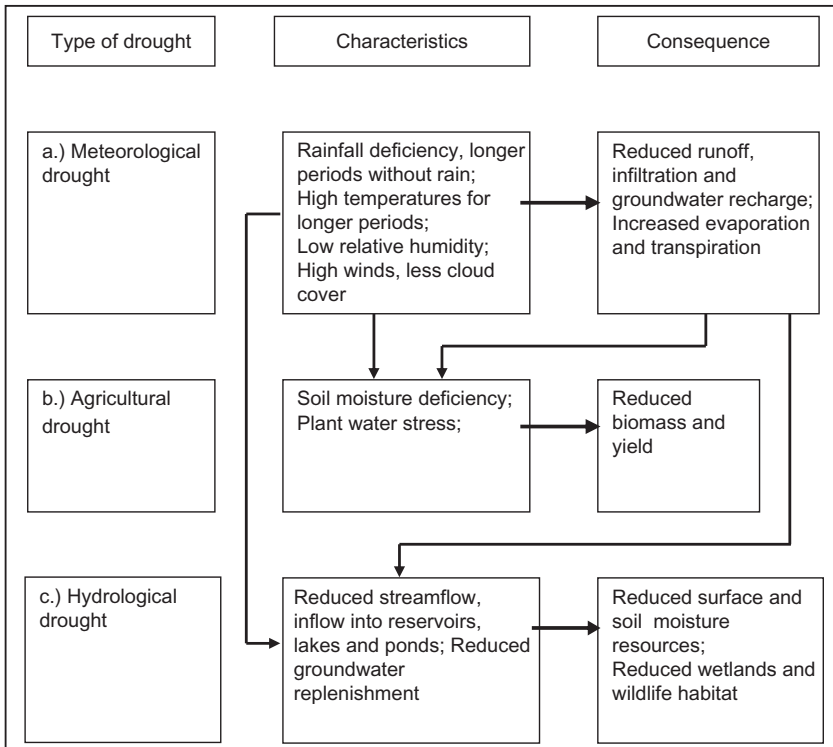 Type of drought
Characteristics
Consequence
a.) Meteorological
drought
Rainfall deficiency, longer
periods without rain;
High temperatures for
longer periods;
Low relative humidity;
High winds, less cloud
cover
Reduced runoff,
infiltration and
groundwater recharge;
Increased evaporation
and transpiration
b.) Agricultural
drought
Soil moisture deficiency;
Plant water stress;
Reduced
biomass and
yield
c.) Hydrological
drought
Reduced streamflow,
inflow into reservoirs,
lakes and ponds; Reduced
groundwater
replenishment
Reduced surface and
soil moisture
resources;
Reduced wetlands and
wildlife habitat